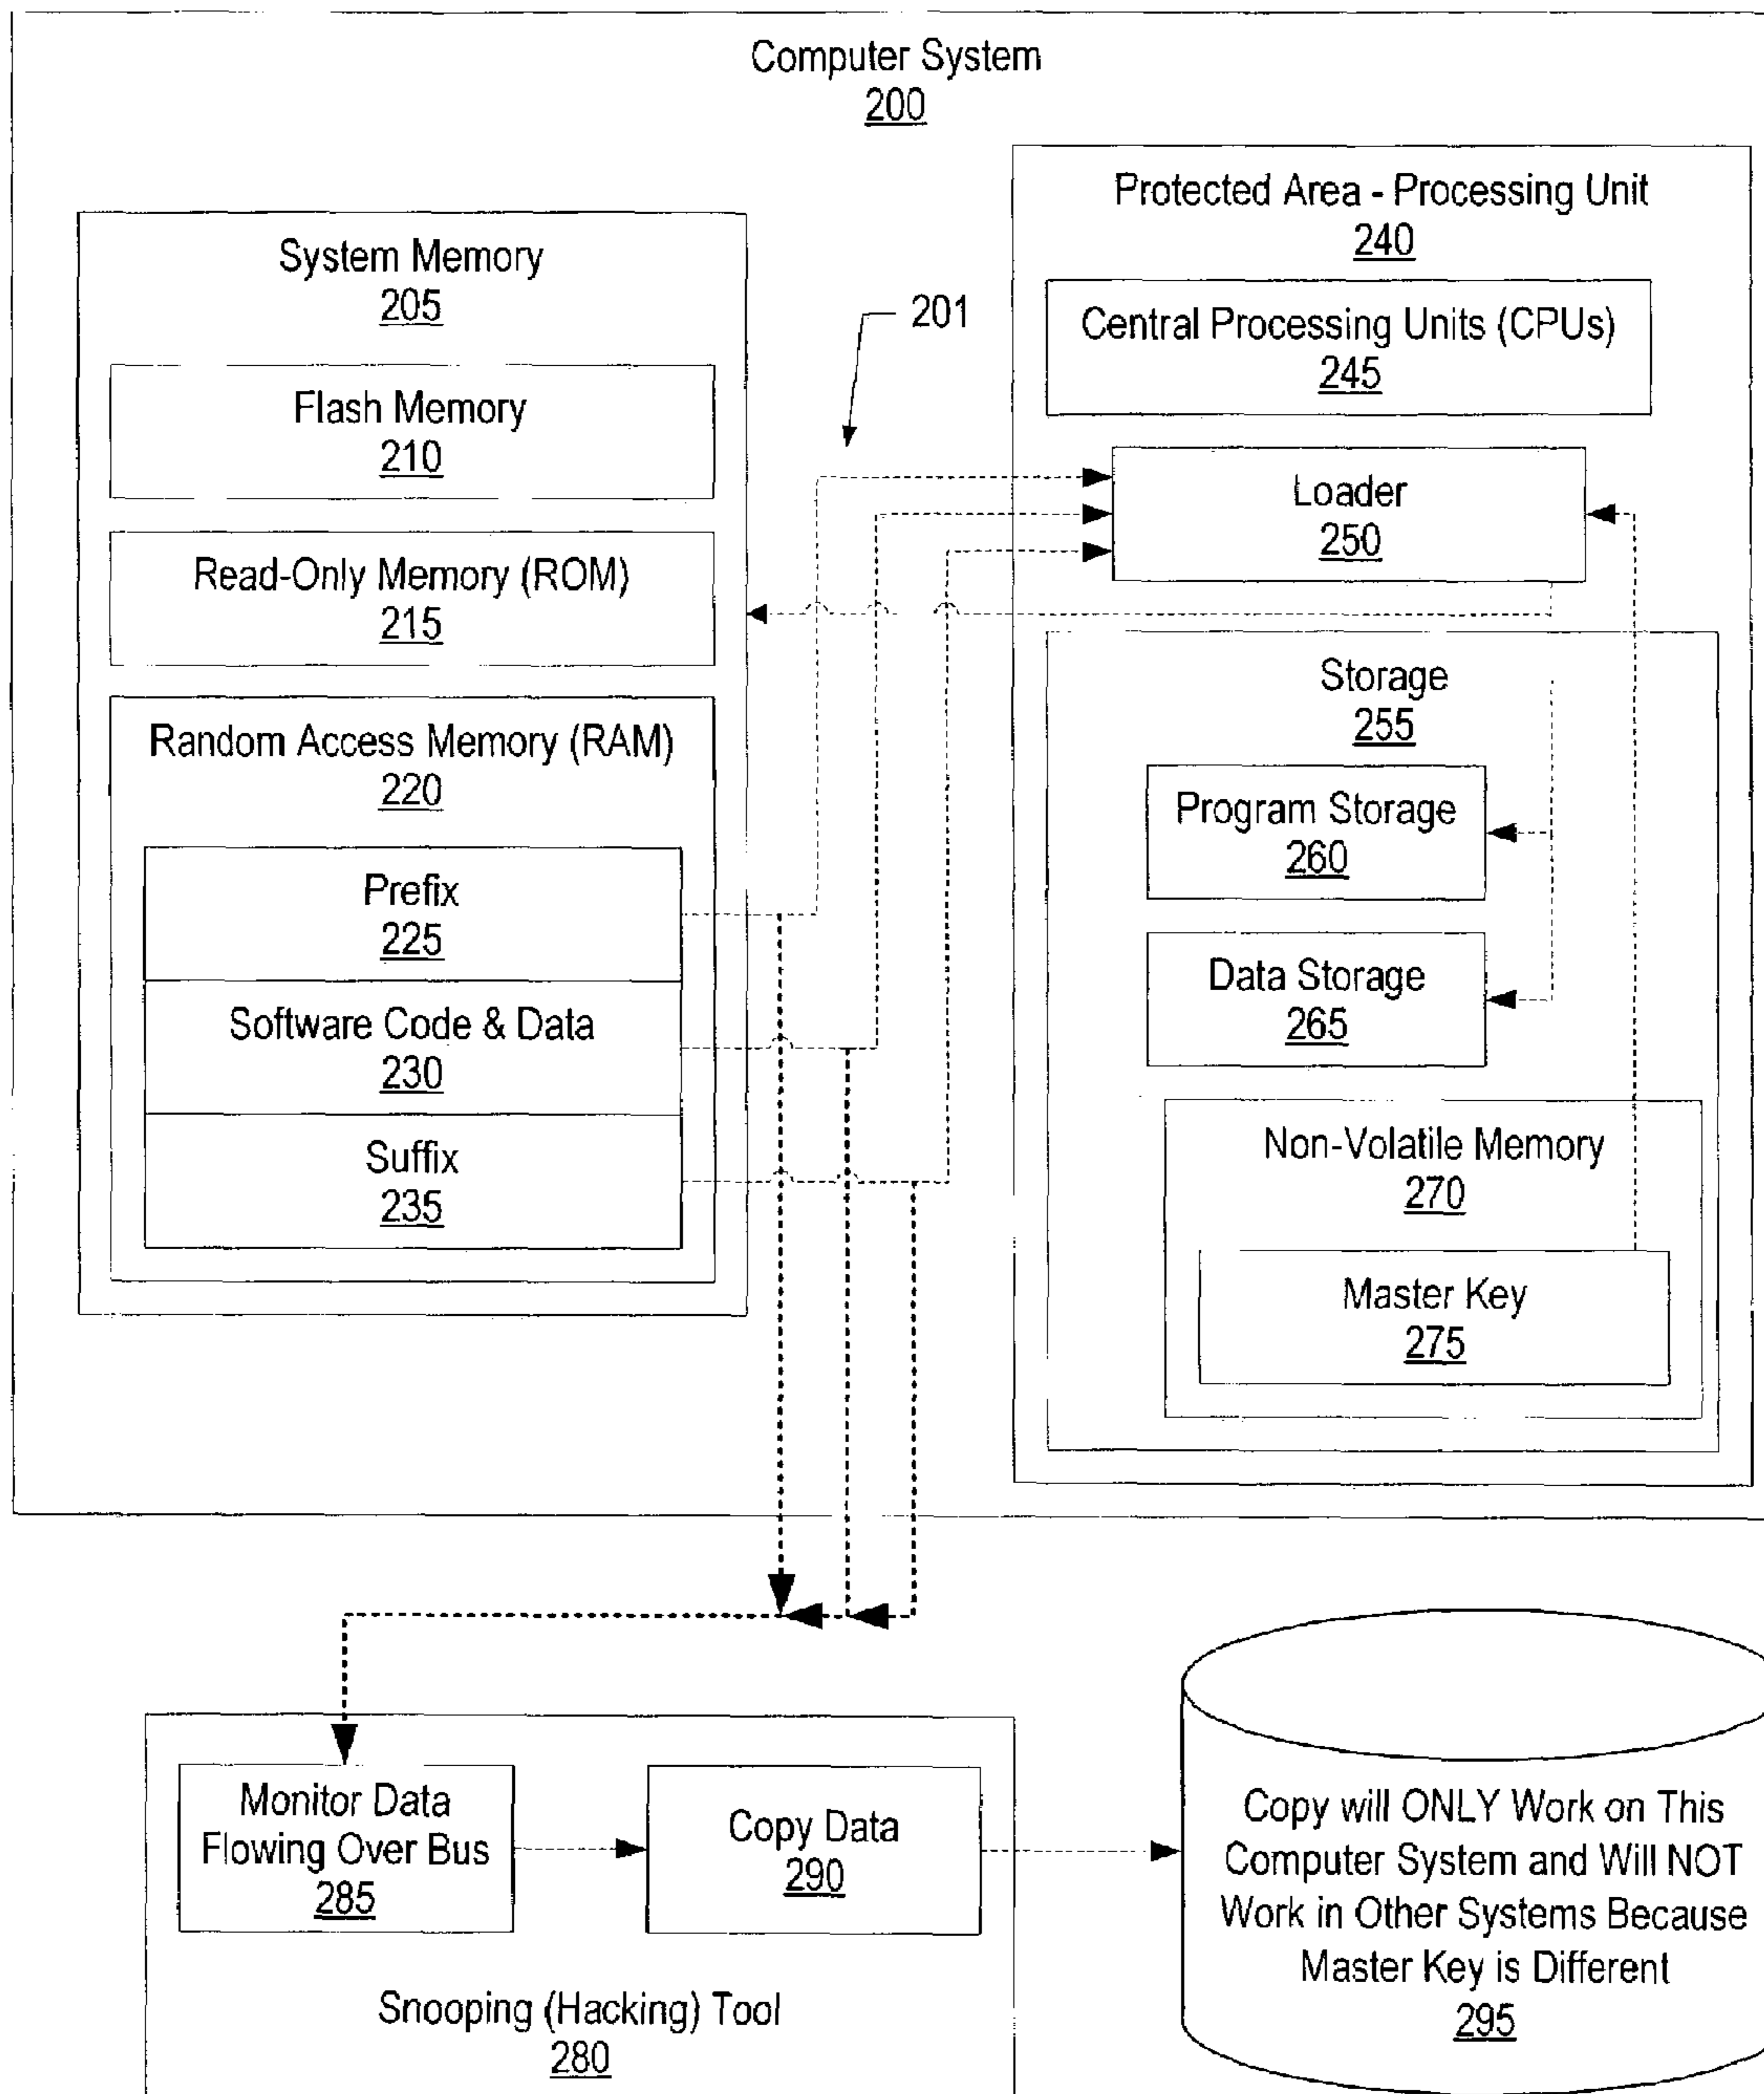 Computer System
200
System Memory
205
Flash Memory
210
Read-Only Memory (ROM)
215
Random Access Memory (RAM)
220
Prefix
225
Software Code & Data
230
Suffix
235
201
Protected Area - Processing Unit
240
Central Processing Units (CPUs)
245
Loader
250
Storage
255
Program Storage
260
Data Storage
265
Non-Volatile Memory
270
Master Key
275
Monitor Data
Flowing Over Bus
285
Copy Data
290
Snooping (Hacking) Tool
280
Copy will ONLY Work on This
Computer System and Will NOT
Work in Other Systems Because
Master Key is Different
295